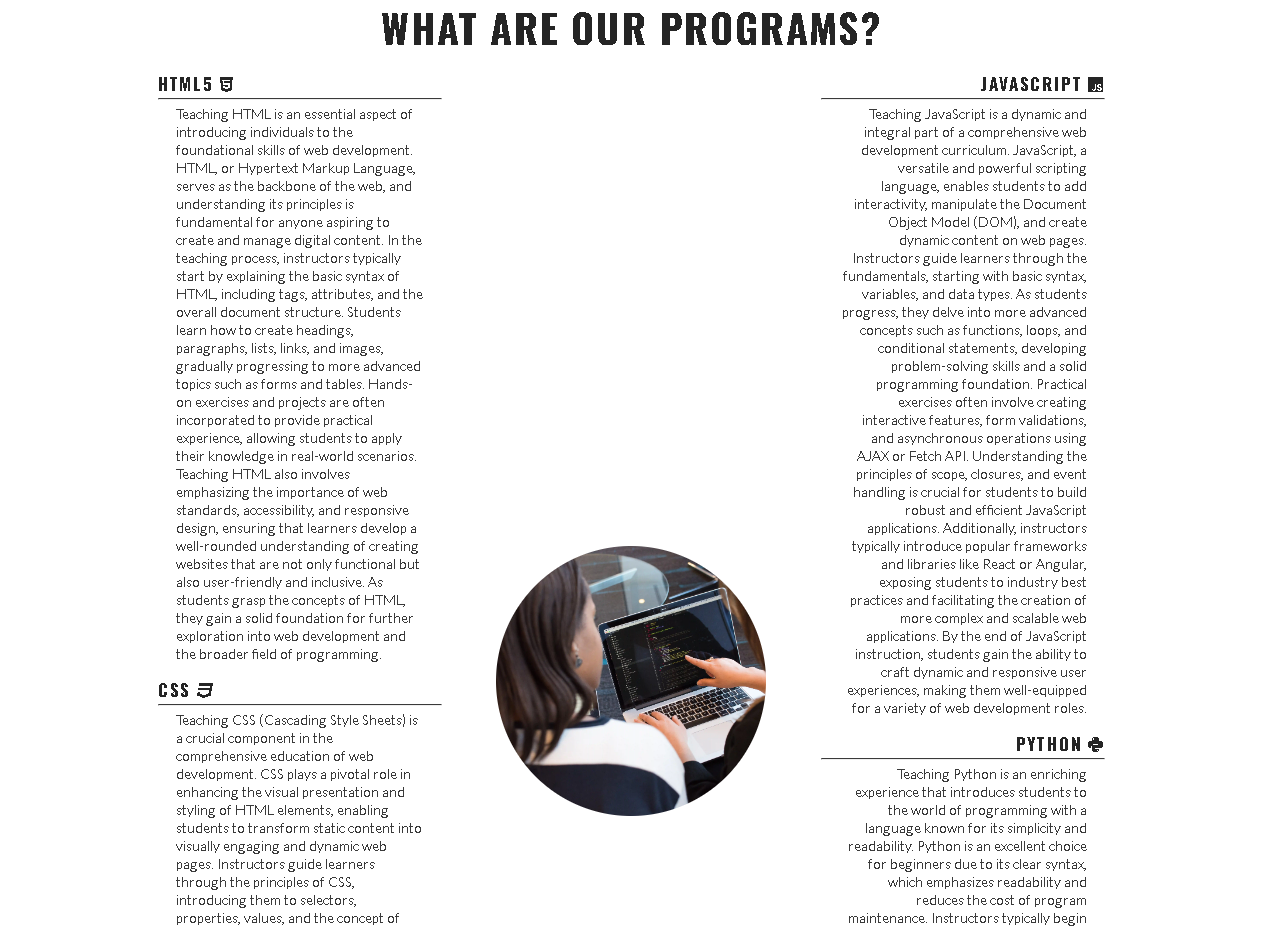 WHAT ARE OUR PROGRAMS?
HTML5
Teaching HTML is an essential aspect of
introducing individuals to the
foundational skills of web development.
HTML, or Hypertext Markup Language,
serves as the backbone of the web, and
understanding its principles is
fundamental for anyone aspiring to
create and manage digital content. In the
teaching process, instructors typically
start by explaining the basic syntax of
HTML, including tags, attributes, and the
overall document structure. Students
learn how to create headings,
paragraphs, lists, links, and images,
gradually progressing to more advanced
topics such as forms and tables. Hands-
on exercises and projects are often
incorporated to provide practical
experience, allowing students to apply
their knowledge in real-world scenarios.
Teaching HTML also involves
emphasizing the importance of web
standards, accessibility, and responsive
design, ensuring that learners develop a
well-rounded understanding of creating
websites that are not only functional but
also user-friendly and inclusive. As
students grasp the concepts of HTML,
they gain a solid foundation for further
exploration into web development and
the broader field of programming.
CSS
Teaching CSS (Cascading Style Sheets) is
a crucial component in the
comprehensive education of web
development. CSS plays a pivotal role in
enhancing the visual presentation and
styling of HTML elements, enabling
students to transform static content into
visually engaging and dynamic web
pages. Instructors guide learners
through the principles of CSS,
introducing them to selectors,
properties, values, and the concept of
JAVASCRIPT JS
Teaching JavaScript is a dynamic and
integral part of a comprehensive web
development curriculum. JavaScript, a
versatile and powerful scripting
language, enables students to add
interactivity, manipulate the Document
Object Model (DOM), and create
dynamic content on web pages.
Instructors guide learners through the
fundamentals, starting with basic syntax,
variables, and data types. As students
progress, they delve into more advanced
concepts such as functions, loops, and
conditional statements, developing
problem-solving skills and a solid
programming foundation. Practical
exercises often involve creating
interactive features, form validations,
and asynchronous operations using
AJAX or Fetch API. Understanding the
principles of scope, closures, and event
handling is crucial for students to build
robust and efficient JavaScript
applications. Additionally, instructors
typically introduce popular frameworks
and libraries like React or Angular,
exposing students to industry best
practices and facilitating the creation of
more complex and scalable web
applications. By the end of JavaScript
instruction, students gain the ability to
craft dynamic and responsive user
experiences, making them well-equipped
for a variety of web development roles.
PYTHON
Teaching Python is an enriching
experience that introduces students to
the world of programming with a
language known for its simplicity and
readability. Python is an excellent choice
for beginners due to its clear syntax,
which emphasizes readability and
reduces the cost of program
maintenance. Instructors typically begin